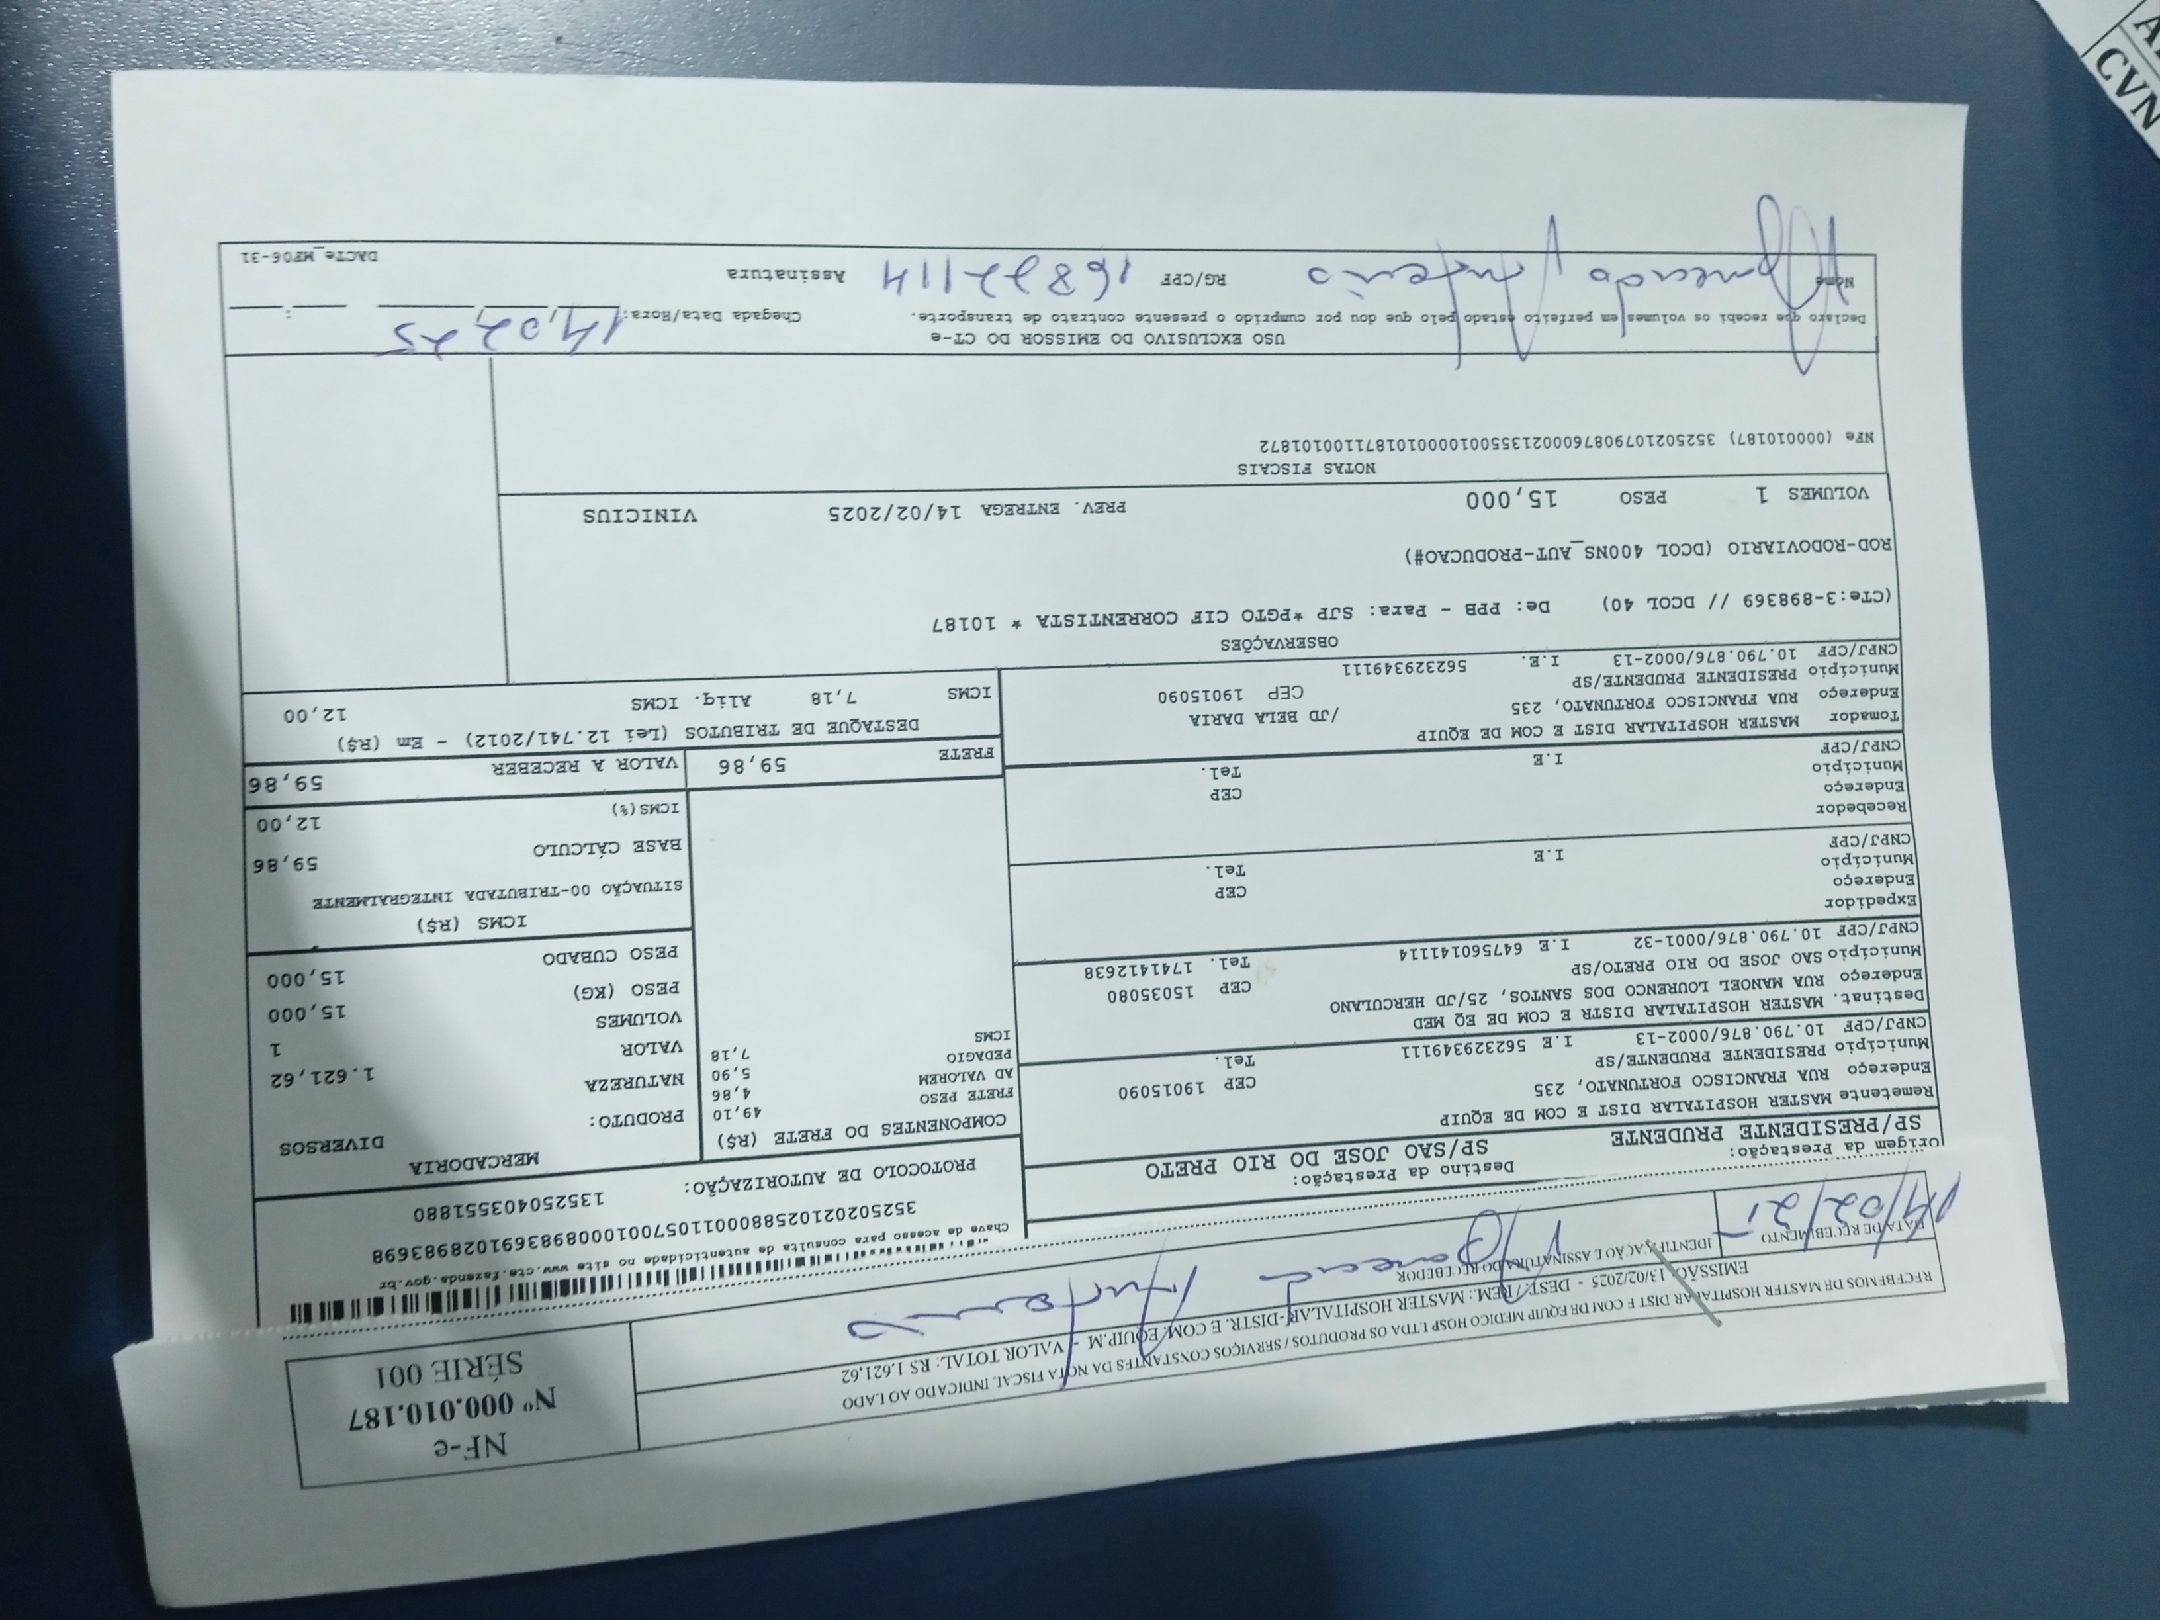 NF-e
Nº 000.010.187
SÉRIE 001
RECEBEMOS DE MASTER HOSPITALAR DIST E COM DE EQUIP MEDICO HOSP LTDA OS PRODUTOS / SERVIÇOS CONSTANTES DA NOTA FISCAL INDICADO AO LADO
EMISSÃO: 13/02/2025 - DEST. / REM.: MASTER HOSPITALAR-DISTR. E COM. EQUIP.M - VALOR TOTAL: R$ 1.621,62
DATA DE RECEBIMENTO
14/02/25
IDENTIFICAÇÃO E ASSINATURA DO RECEBEDOR
Aparecido Antonio
Chave de acesso para consulta de autenticidade no site www.cte.fazenda.gov.br
35250202102588000110570010008983691028983698
PROTOCOLO DE AUTORIZAÇÃO: 135250403551880
Origem da Prestação:
SP/PRESIDENTE PRUDENTE
Destino da Prestação:
SP/SAO JOSE DO RIO PRETO
Remetente MASTER HOSPITALAR DIST E COM DE EQUIP
Endereço RUA FRANCISCO FORTUNATO, 235 CEP 19015090
Município PRESIDENTE PRUDENTE/SP Tel.
CNPJ/CPF 10.790.876/0002-13 I.E 562329349111
Destinat. MASTER HOSPITALAR DISTR E COM DE EQ MED
Endereço RUA MANOEL LOURENCO DOS SANTOS, 25/JD HERCULANO
Município SAO JOSE DO RIO PRETO/SP CEP 15035080
CNPJ/CPF 10.790.876/0001-32 I.E 647560141114 Tel. 1741412638
Expedidor
Endereço CEP
Município Tel.
CNPJ/CPF I.E
Recebedor
Endereço CEP
Município Tel.
CNPJ/CPF I.E
Tomador MASTER HOSPITALAR DIST E COM DE EQUIP
Endereço RUA FRANCISCO FORTUNATO, 235 /JD BELA DARIA
Município PRESIDENTE PRUDENTE/SP CEP 19015090
CNPJ/CPF 10.790.876/0002-13 I.E. 562329349111
COMPONENTES DO FRETE (R$)
FRETE PESO 49,10
AD VALOREM 4,86
PEDAGIO 5,90
ICMS 7,18
FRETE 59,86
MERCADORIA
PRODUTO: DIVERSOS
NATUREZA
VALOR 1.621,62
VOLUMES 1
PESO (KG) 15,000
PESO CUBADO 15,000
ICMS (R$)
SITUAÇÃO 00-TRIBUTADA INTEGRALMENTE
BASE CÁLCULO 59,86
ICMS(%) 12,00
VALOR A RECEBER 59,86
DESTAQUE DE TRIBUTOS (Lei 12.741/2012) - Em (R$)
ICMS 7,18 Aliq. ICMS 12,00
OBSERVAÇÕES
(CTe:3-898369 // DCOL 40) De: PPB - Para: SJP *PGTO CIF CORRENTISTA * 10187
ROD-RODOVIARIO (DCOL 400NS_AUT-PRODUCAO#)
VOLUMES 1 PESO 15,000 PREV. ENTREGA 14/02/2025 VINICIUS
NOTAS FISCAIS
NFe (00010187) 35250210790876000213550010000101871100101872
USO EXCLUSIVO DO EMISSOR DO CT-e
Declaro que recebi os volumes em perfeito estado pelo que dou por cumprido o presente contrato de transporte. Chegada Data/Hora: 14,02,25 :
Nome Aparecido Antonio RG/CPF 16872114 Assinatura
DACTe_MP06-31
CVN